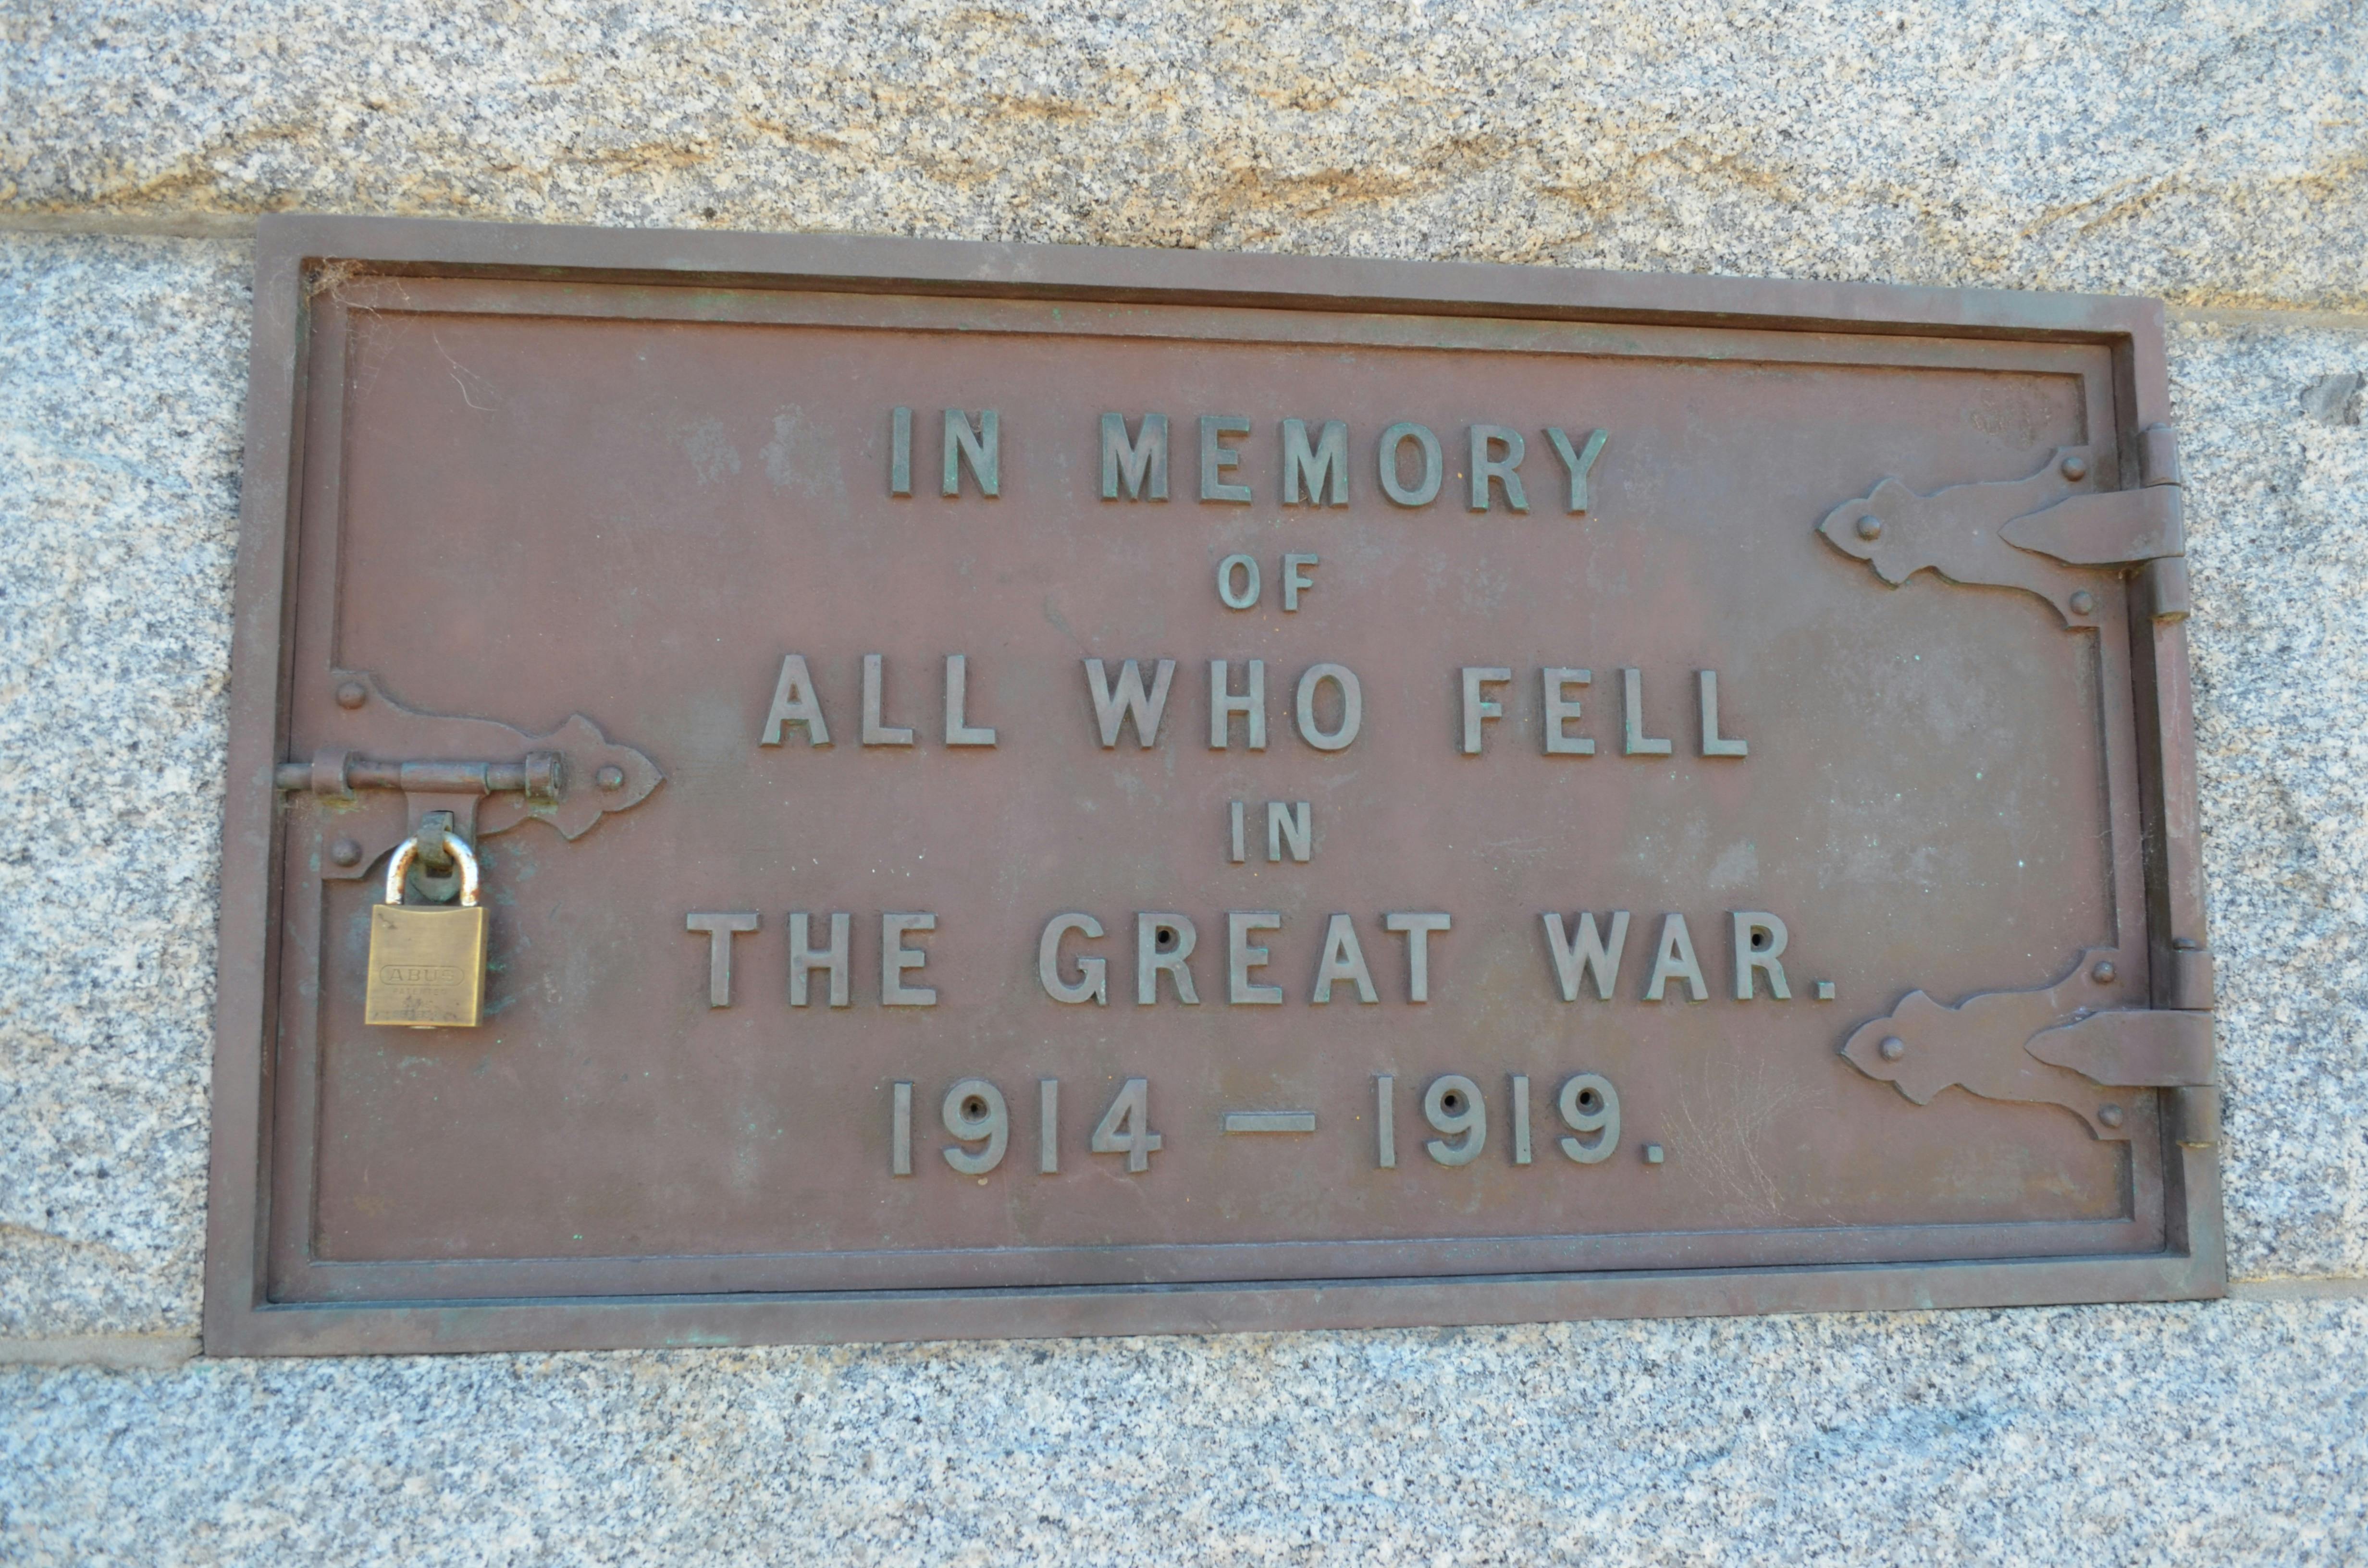 IN MEMORY
OF
ALL WHO FELL
IN
THE GREAT WAR.
1914 — 1919.
ABUS